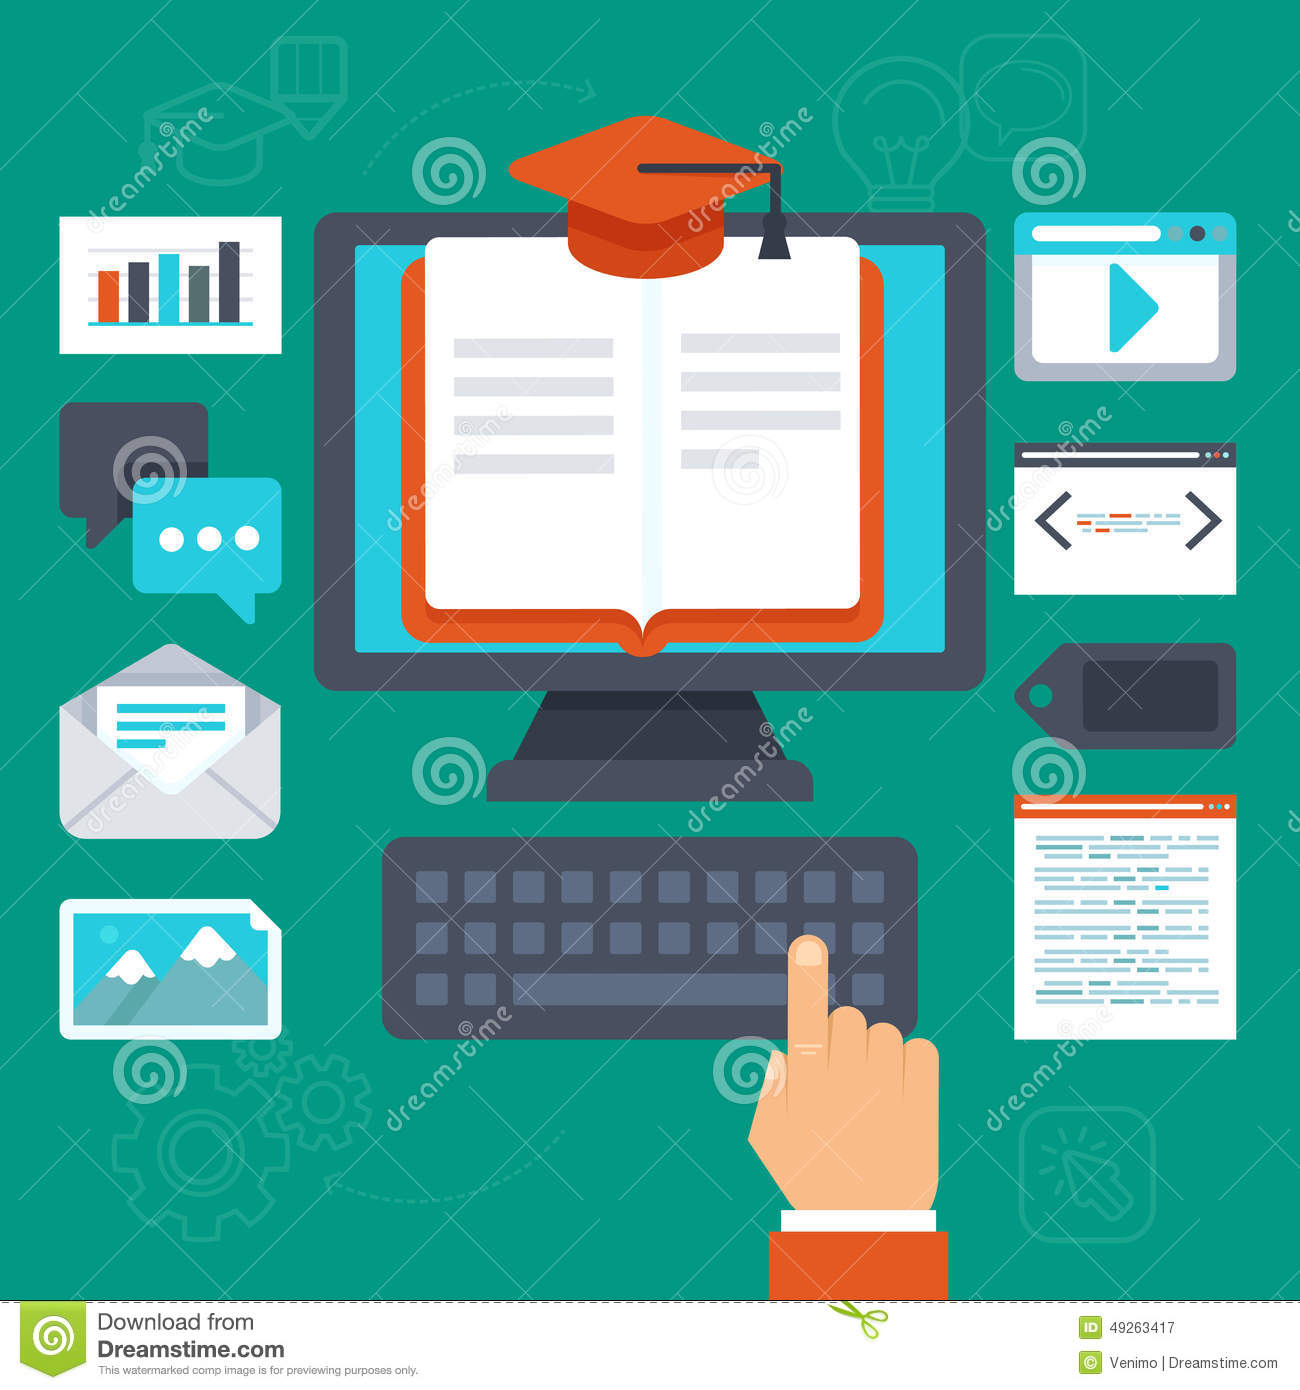 dreamstime
dreamstime
dreamstime
dreamstime
dreamstime
dreamstime
dreamstime
dreamstime
dreamstime
Download from
Dreamstime.com
This watermarked comp image is for previewing purposes only.
ID 49263417
© Venimo | Dreamstime.com